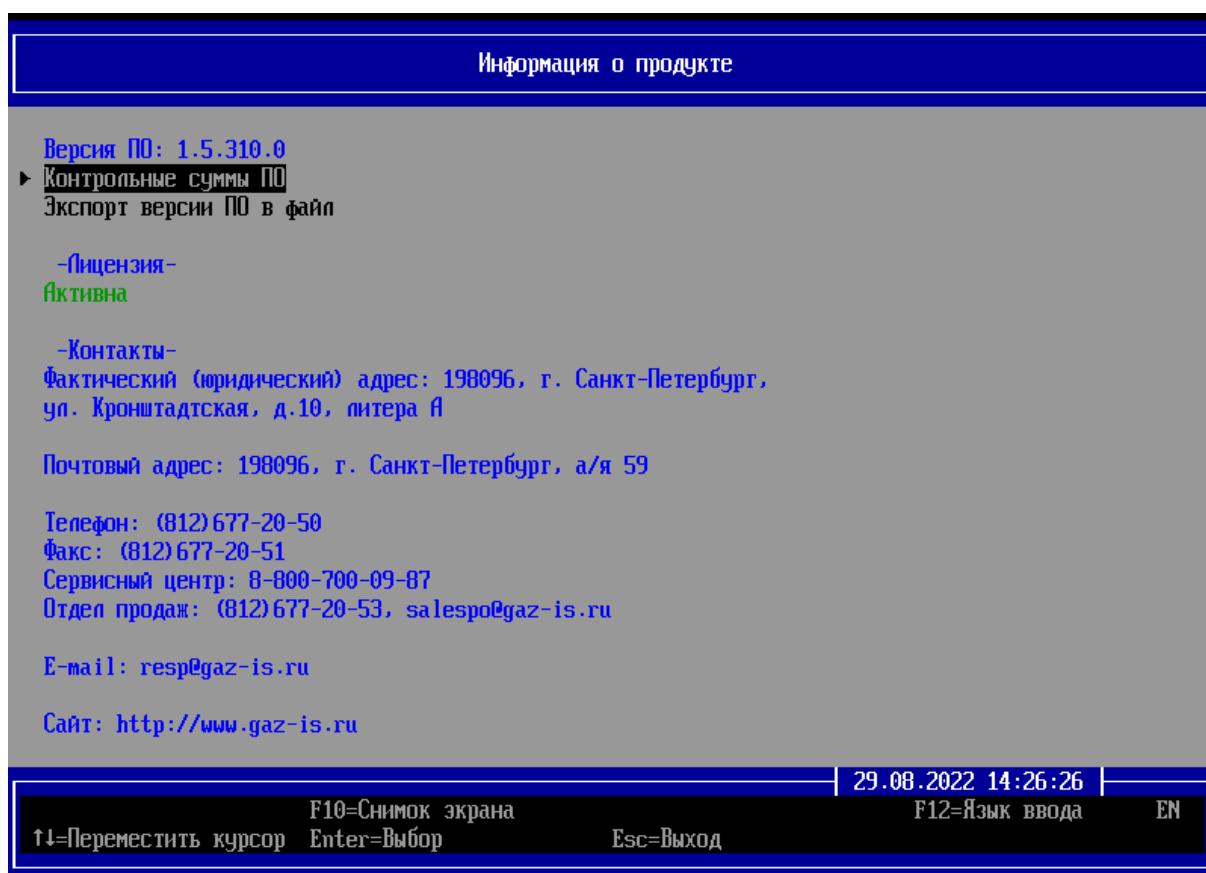 Информация о продукте
Версия ПО: 1.5.310.0
Контрольные суммы ПО
Экспорт версии ПО в файл
-Лицензия-
Активна
-Контакты-
Фактический (юридический) адрес: 198096, г. Санкт-Петербург,
ул. Кронштадтская, д.10, литера А
Почтовый адрес: 198096, г. Санкт-Петербург, а/я 59
Телефон: (812)677-20-50
Факс: (812)677-20-51
Сервисный центр: 8-800-700-09-87
Отдел продаж: (812)677-20-53, salespo@gaz-is.ru
E-mail: resp@gaz-is.ru
Сайт: http://www.gaz-is.ru
29.08.2022 14:26:26
F10=Снимок экрана F12=Язык ввода EN
↑↓=Переместить курсор Enter=Выбор Esc=Выход